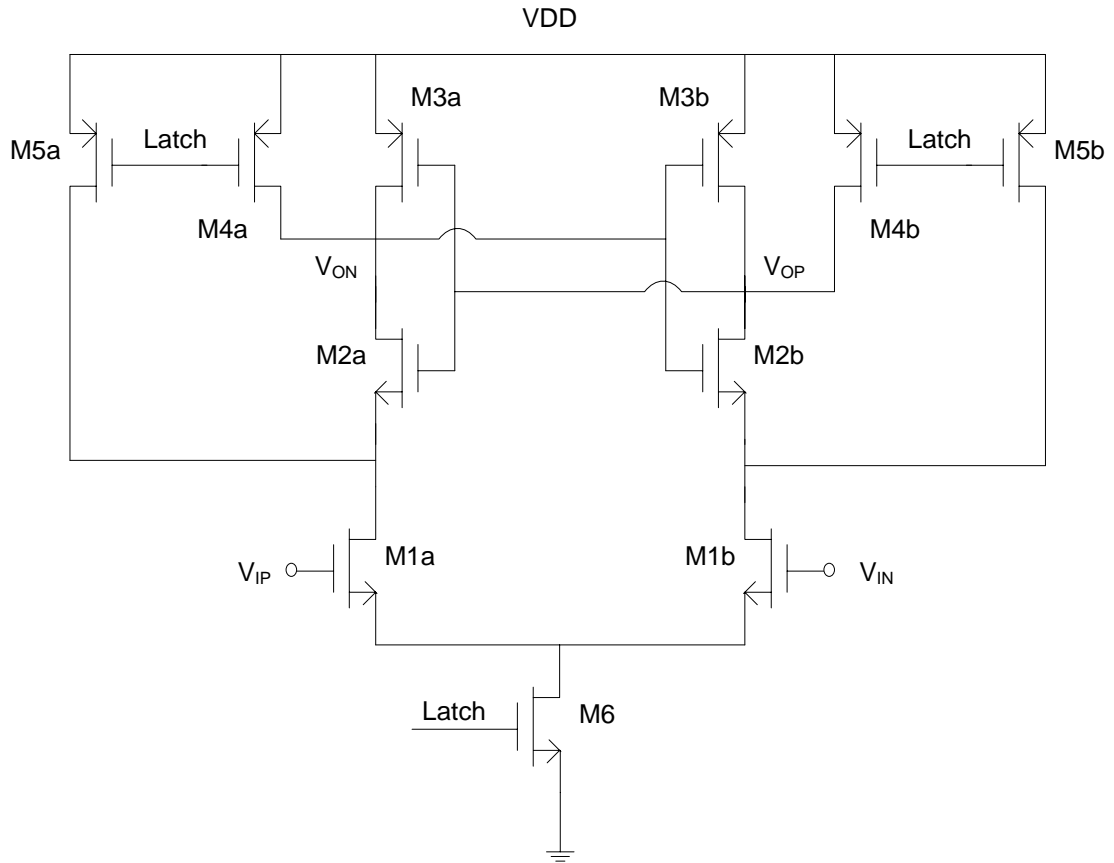 VDD
M3a
M3b
M5a
Latch
Latch
M5b
M4a
M4b
VON
VOP
M2a
M2b
M1a
M1b
VIP
VIN
Latch
M6